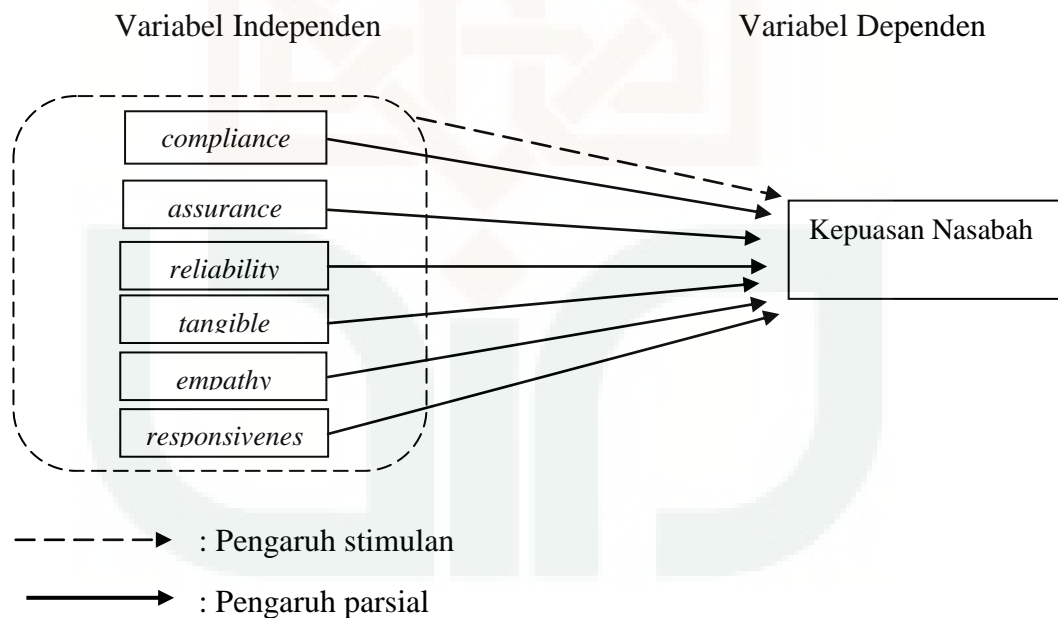 Variabel Independen
Variabel Dependen
compliance
assurance
reliability
tangible
empathy
responsivenes
Kepuasan Nasabah
: Pengaruh stimulan
: Pengaruh parsial